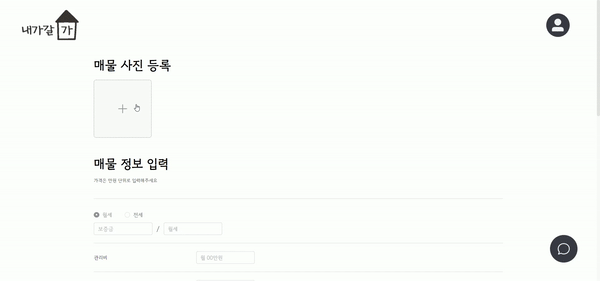 내가갈 가
매물 사진 등록
매물 정보 입력
가격은 만원 단위로 입력해주세요
월세 전세
보증금 / 월세
관리비 월 00만원